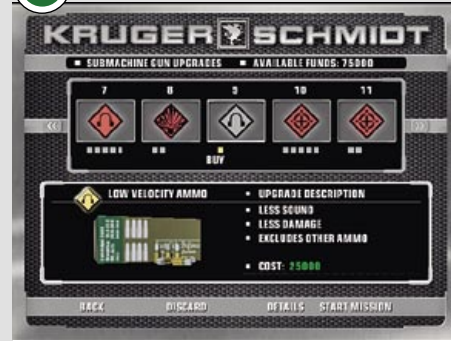 KRUGER SCHMIDT
SUBMACHINE GUN UPGRADES AVAILABLE FUNDS: 75000
7 8 9 10 11
BUY
LOW VELOCITY AMMO
UPGRADE DESCRIPTION
LESS SOUND
LESS DAMAGE
EXCLUDES OTHER AMMO
COST: 25000
BACK DISCARD DETAILS START MISSION